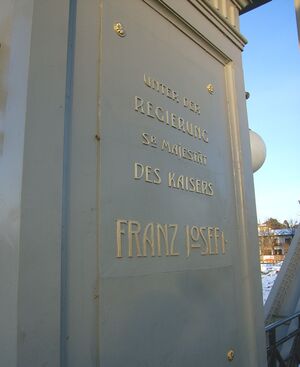 UNTER DER
REGIERUNG
SR MAJESTÄT
DES KAISERS
FRANZ JOSEF I.